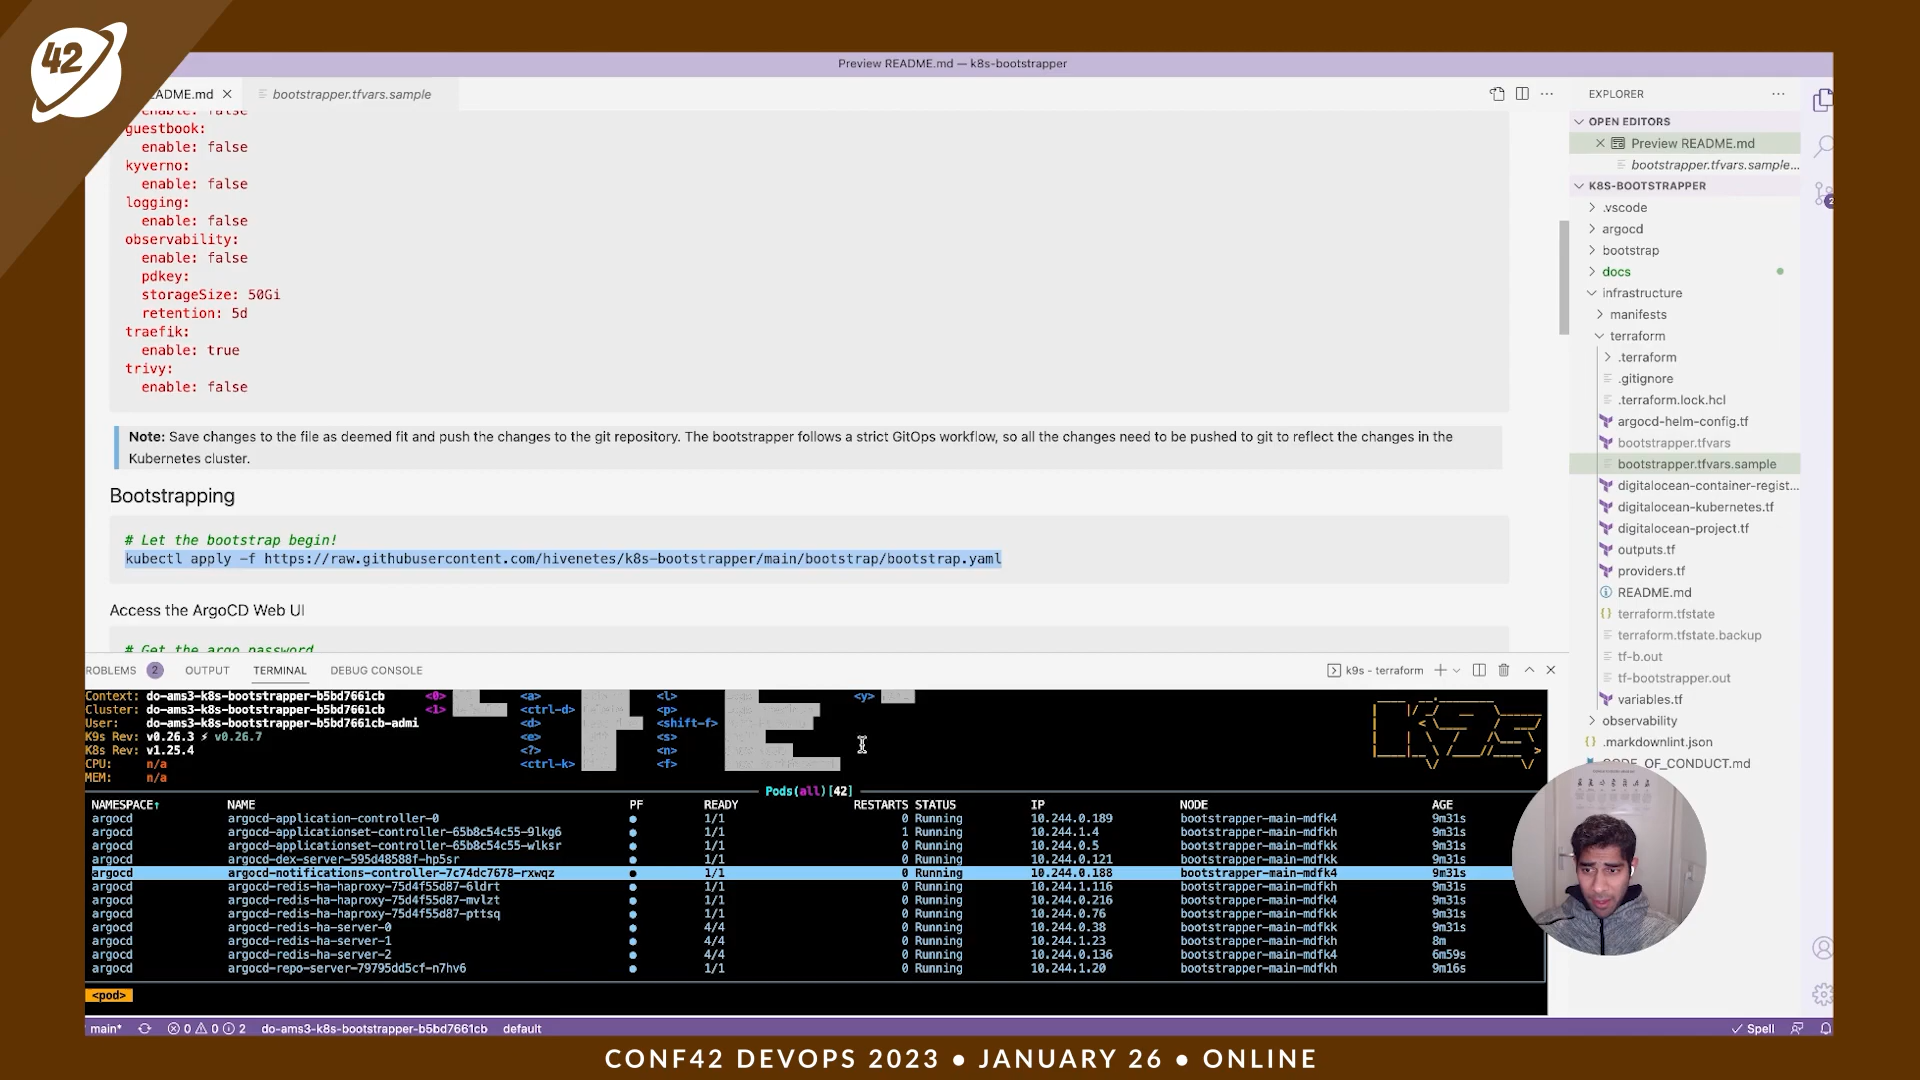 42
Preview README.md — k8s-bootstrapper
README.md
bootstrapper.tfvars.sample
enable: false
guestbook:
enable: false
kyverno:
enable: false
logging:
enable: false
observability:
enable: false
pdkey:
storageSize: 50Gi
retention: 5d
traefik:
enable: true
trivy:
enable: false
Note: Save changes to the file as deemed fit and push the changes to the git repository. The bootstrapper follows a strict GitOps workflow, so all the changes need to be pushed to git to reflect the changes in the
Kubernetes cluster.
Bootstrapping
# Let the bootstrap begin!
kubectl apply -f https://raw.githubusercontent.com/hivenetes/k8s-bootstrapper/main/bootstrap/bootstrap.yaml
Access the ArgoCD Web UI
# Get the argo password
EXPLORER
OPEN EDITORS
Preview README.md
bootstrapper.tfvars.sample...
K8S-BOOTSTRAPPER
.vscode
argocd
bootstrap
docs
infrastructure
manifests
terraform
.terraform
.gitignore
.terraform.lock.hcl
argocd-helm-config.tf
bootstrapper.tfvars
bootstrapper.tfvars.sample
digitalocean-container-regist...
digitalocean-kubernetes.tf
digitalocean-project.tf
outputs.tf
providers.tf
README.md
terraform.tfstate
terraform.tfstate.backup
tf-b.out
tf-bootstrapper.out
variables.tf
observability
.markdownlint.json
CODE_OF_CONDUCT.md
ROBLEMS 2 OUTPUT TERMINAL DEBUG CONSOLE
k9s - terraform
Context: do-ams3-k8s-bootstrapper-b5bd7661cb <0> <a> <l> <y>
Cluster: do-ams3-k8s-bootstrapper-b5bd7661cb <1> <ctrl-d> <p>
User: do-ams3-k8s-bootstrapper-b5bd7661cb-admi <d> <shift-f>
K9s Rev: v0.26.3 ⚡ v0.26.7 <e> <s>
K8s Rev: v1.25.4 <?> <n>
CPU: n/a <ctrl-k> <f>
MEM: n/a
Pods(all)[42]
NAMESPACE↑ NAME PF READY RESTARTS STATUS IP NODE AGE
argocd argocd-application-controller-0 ● 1/1 0 Running 10.244.0.189 bootstrapper-main-mdfk4 9m31s
argocd argocd-applicationset-controller-65b8c54c55-9lkg6 ● 1/1 1 Running 10.244.1.4 bootstrapper-main-mdfkh 9m31s
argocd argocd-applicationset-controller-65b8c54c55-wlksr ● 1/1 0 Running 10.244.0.5 bootstrapper-main-mdfkk 9m31s
argocd argocd-dex-server-595d48588f-hp5sr ● 1/1 0 Running 10.244.0.121 bootstrapper-main-mdfkk 9m31s
argocd argocd-notifications-controller-7c74dc7678-rxwqz ● 1/1 0 Running 10.244.0.188 bootstrapper-main-mdfk4 9m31s
argocd argocd-redis-ha-haproxy-75d4f55d87-6ldrt ● 1/1 0 Running 10.244.1.116 bootstrapper-main-mdfkh 9m31s
argocd argocd-redis-ha-haproxy-75d4f55d87-mvlzt ● 1/1 0 Running 10.244.0.216 bootstrapper-main-mdfk4 9m31s
argocd argocd-redis-ha-haproxy-75d4f55d87-pttsq ● 1/1 0 Running 10.244.0.76 bootstrapper-main-mdfkk 9m31s
argocd argocd-redis-ha-server-0 ● 4/4 0 Running 10.244.0.38 bootstrapper-main-mdfkk 9m31s
argocd argocd-redis-ha-server-1 ● 4/4 0 Running 10.244.1.23 bootstrapper-main-mdfkh 8m
argocd argocd-redis-ha-server-2 ● 4/4 0 Running 10.244.0.136 bootstrapper-main-mdfk4 6m59s
argocd argocd-repo-server-79795dd5cf-n7hv6 ● 1/1 0 Running 10.244.1.20 bootstrapper-main-mdfkh 9m16s
<pod>
main* 0 0 2 do-ams3-k8s-bootstrapper-b5bd7661cb default
Spell
CONF42 DEVOPS 2023 ● JANUARY 26 ● ONLINE